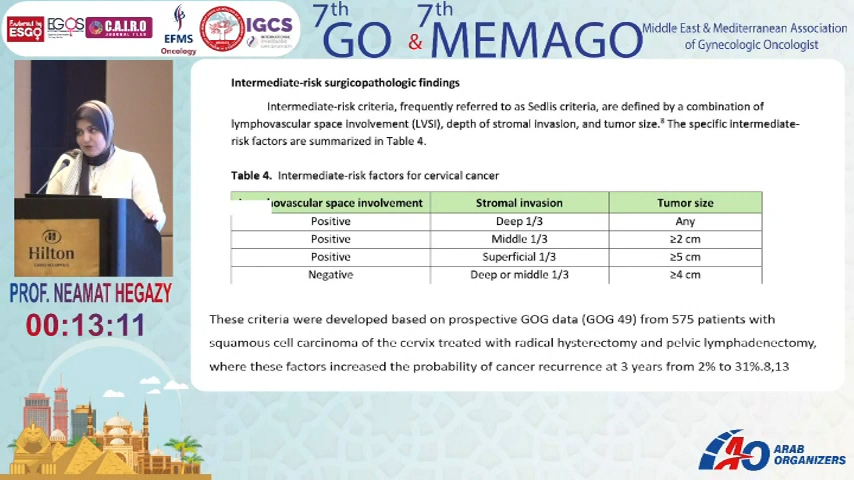 Endorsed by
ESGO
EGOS
C.A.I.R.O
JOURNAL CLUB
EFMS
Oncology
IGCS
7th
GO
&
7th
MEMAGO
Middle East & Mediterranean Association
of Gynecologic Oncologist
Intermediate-risk surgicopathologic findings
Intermediate-risk criteria, frequently referred to as Sedlis criteria, are defined by a combination of
lymphovascular space involvement (LVSI), depth of stromal invasion, and tumor size.⁸ The specific intermediate-
risk factors are summarized in Table 4.
Table 4. Intermediate-risk factors for cervical cancer
ovascular space involvement Stromal invasion Tumor size
Positive Deep 1/3 Any
Positive Middle 1/3 ≥2 cm
Positive Superficial 1/3 ≥5 cm
Negative Deep or middle 1/3 ≥4 cm
These criteria were developed based on prospective GOG data (GOG 49) from 575 patients with
squamous cell carcinoma of the cervix treated with radical hysterectomy and pelvic lymphadenectomy,
where these factors increased the probability of cancer recurrence at 3 years from 2% to 31%.8,13
Hilton
PROF. NEAMAT HEGAZY
00:13:11
ARAB
ORGANIZERS